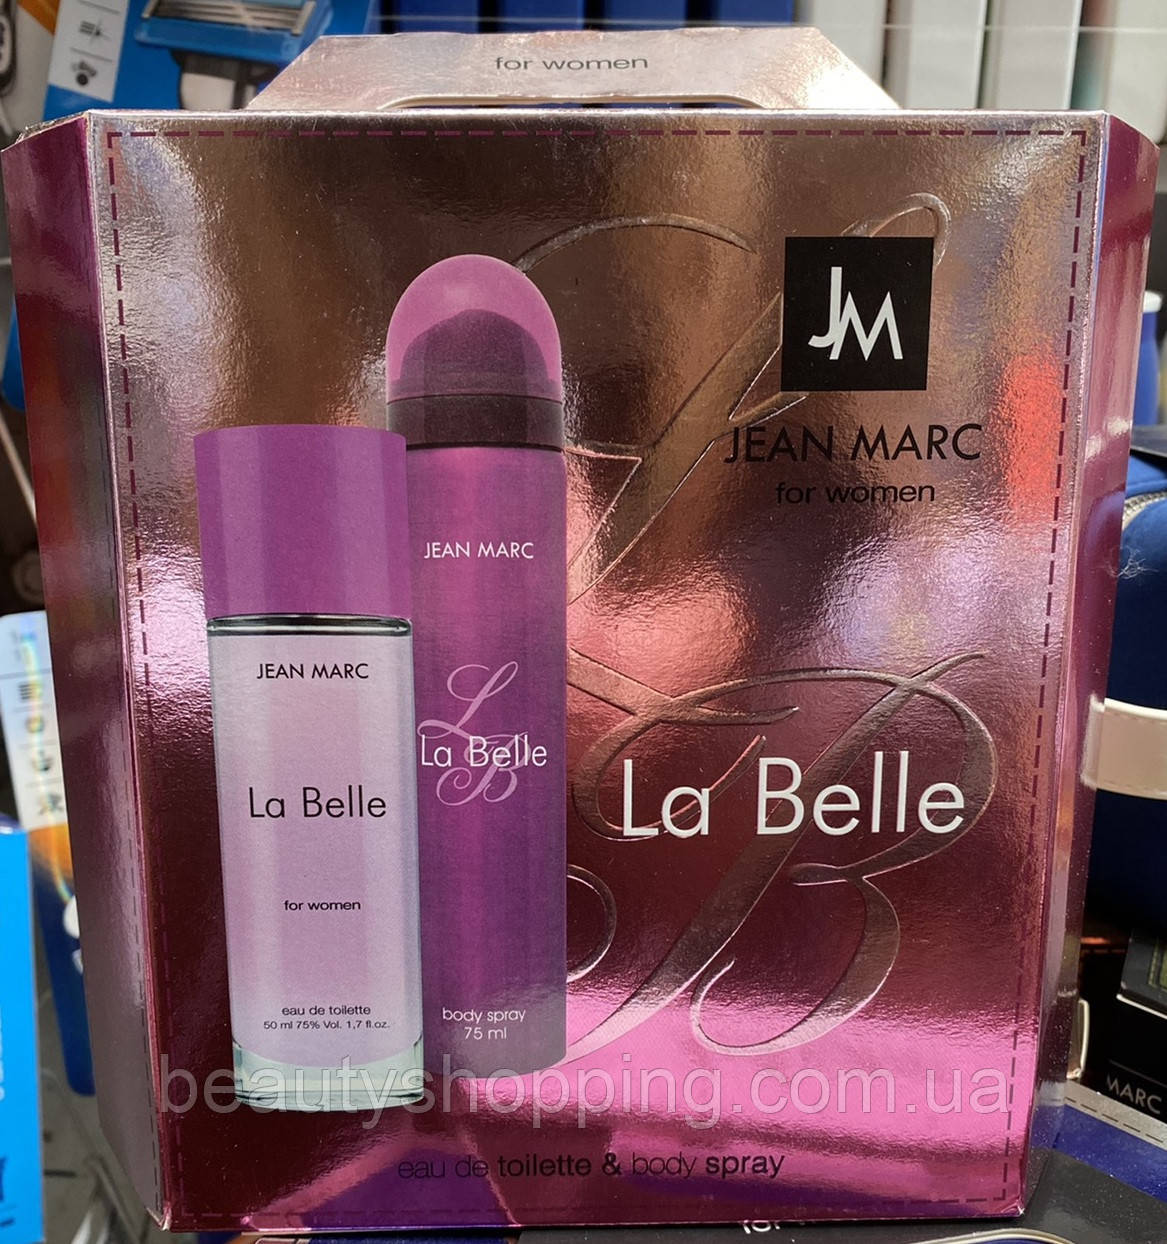 for women
JM
JEAN MARC
for women
JEAN MARC
L
La Belle
B
body spray
75 ml
JEAN MARC
La Belle
for women
eau de toilette
50 ml 75% Vol. 1,7 fl.oz.
La Belle
beautyshopping.com.ua
eau de toilette & body spray
MARC
for